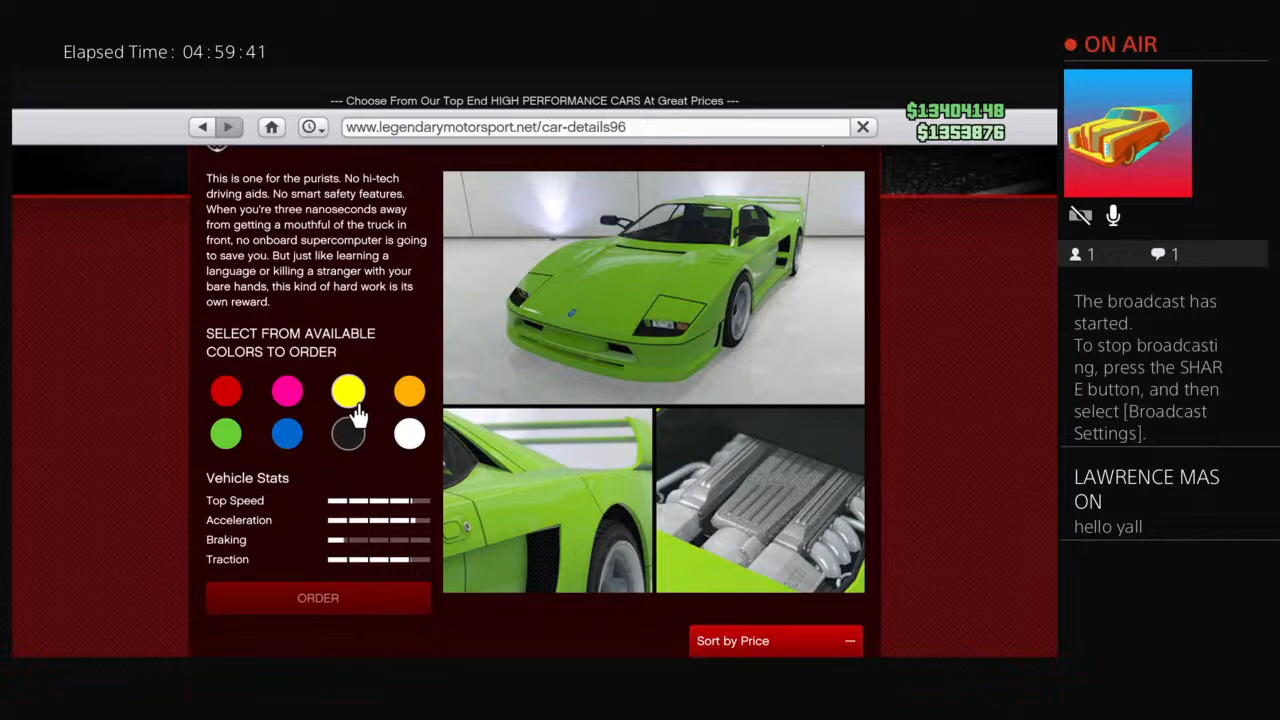 Elapsed Time: 04:59:41
--- Choose From Our Top End HIGH PERFORMANCE CARS At Great Prices ---
www.legendarymotorsport.net/car-details96
$13404148
$1353876
This is one for the purists. No hi-tech
driving aids. No smart safety features.
When you're three nanoseconds away
from getting a mouthful of the truck in
front, no onboard supercomputer is going
to save you. But just like learning a
language or killing a stranger with your
bare hands, this kind of hard work is its
own reward.
SELECT FROM AVAILABLE
COLORS TO ORDER
Vehicle Stats
Top Speed
Acceleration
Braking
Traction
ORDER
Sort by Price
ON AIR
1
1
The broadcast has
started.
To stop broadcasti
ng, press the SHAR
E button, and then
select [Broadcast
Settings].
LAWRENCE MAS
ON
hello yall